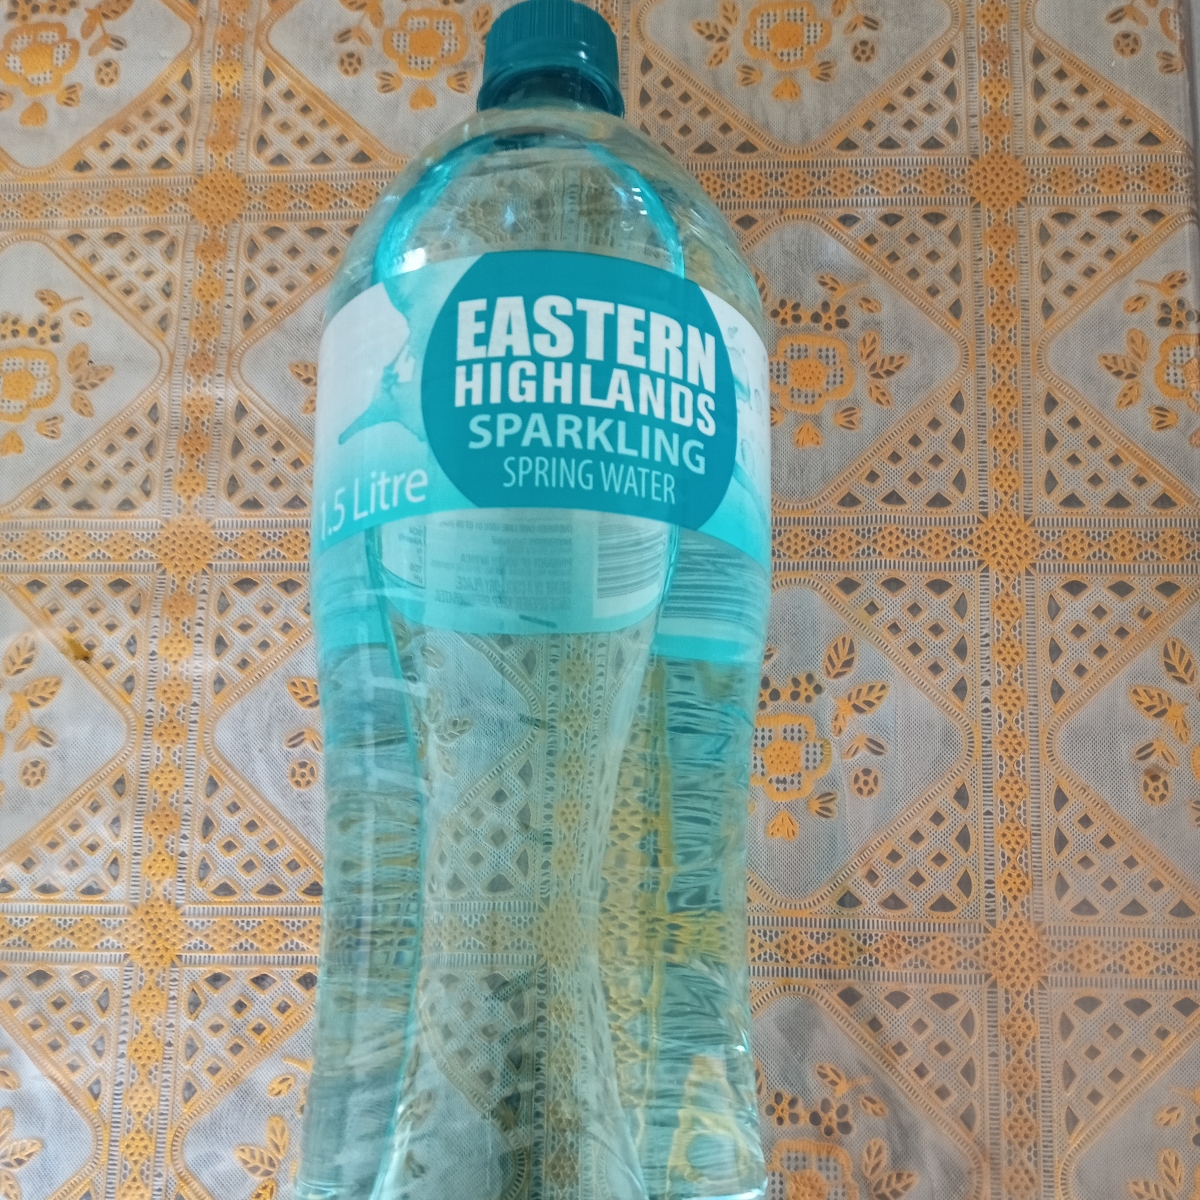 EASTERN
HIGHLANDS
SPARKLING
SPRING WATER
1.5 Litre